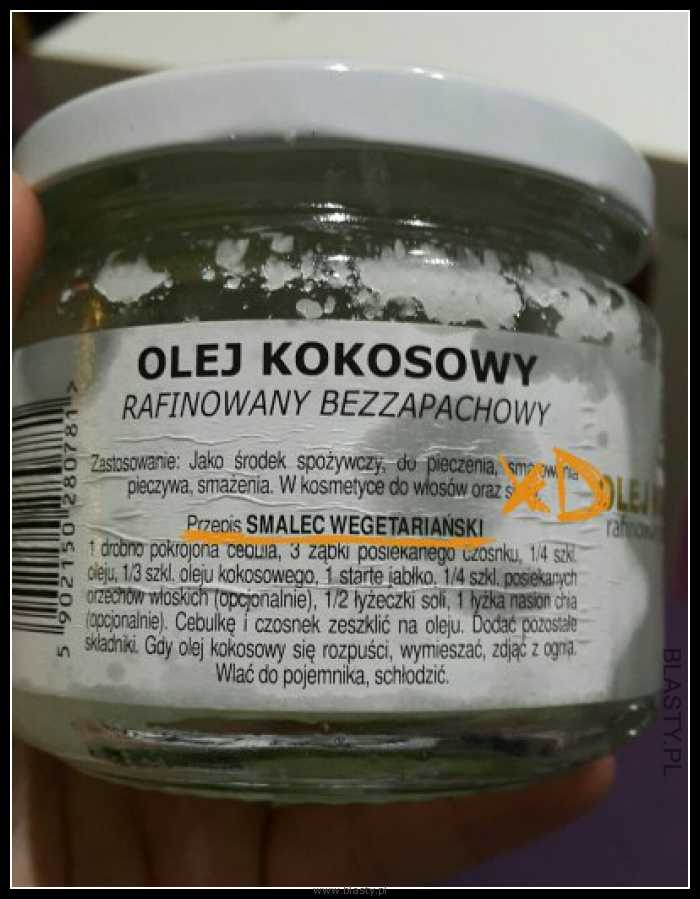 OLEJ KOKOSOWY
RAFINOWANY BEZZAPACHOWY
Zastosowanie: Jako środek spożywczy, do pieczenia,
pieczywa, smażenia. W kosmetyce do włosów oraz
XD
OLEJ
Przepis SMALEC WEGETARIAŃSKI
1 drobno pokrojona cebula, 3 ząbki posiekanego czosnku, 1/4 szkl.
oleju, 1/3 szkl. oleju kokosowego, 1 starte jabłko, 1/4 szkl. posiekanych
orzechów włoskich (opcjonalnie), 1/2 łyżeczki soli, 1 łyżka nasion chia
(opcjonalnie). Cebulkę i czosnek zeszklić na oleju. Dodać pozostałe
składniki. Gdy olej kokosowy się rozpuści, wymieszać, zdjąć z ognia.
Wlać do pojemnika, schłodzić.
5 902150 280781 >
BLASTY.PL
www.blasty.pl